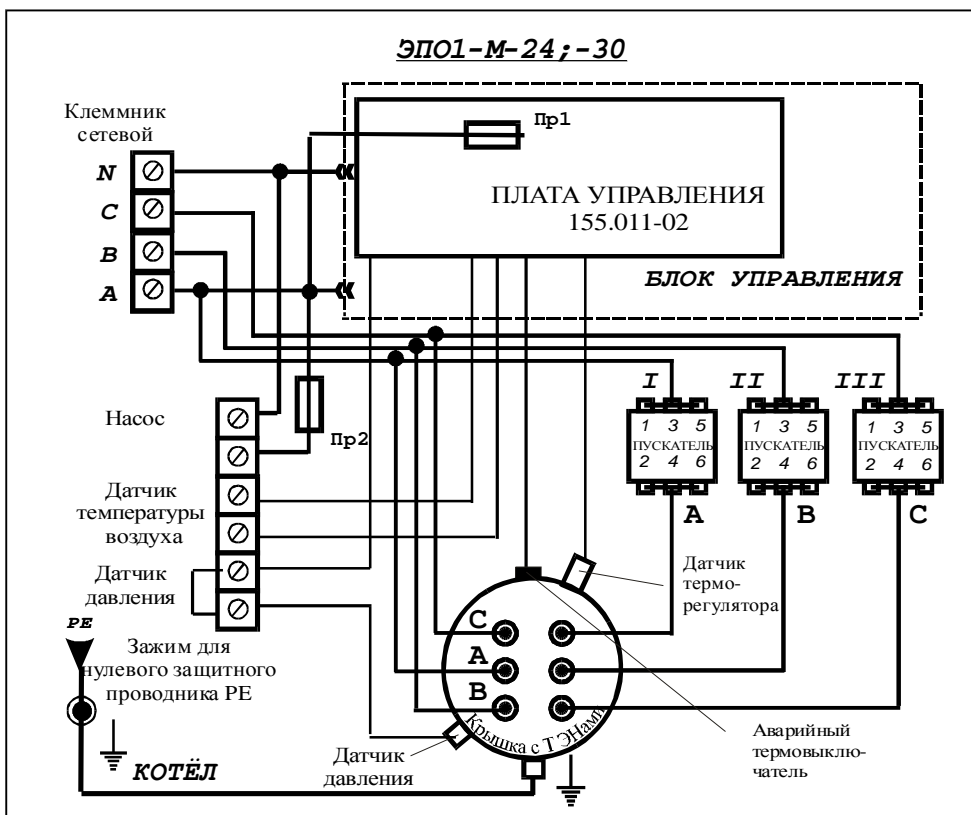 ЭПО1-М-24;-30
Клеммник
сетевой
N
C
B
A
Пр1
ПЛАТА УПРАВЛЕНИЯ
155.011-02
БЛОК УПРАВЛЕНИЯ
I
II
III
1 3 5
ПУСКАТЕЛЬ
2 4 6
1 3 5
ПУСКАТЕЛЬ
2 4 6
1 3 5
ПУСКАТЕЛЬ
2 4 6
A
B
C
Насос
Пр2
Датчик
температуры
воздуха
Датчик
давления
Датчик
термо-
регулятора
PE
Зажим для
нулевого защитного
проводника PE
C
A
B
Крышка с ТЭНами
Датчик
давления
Аварийный
термовыклю-
чатель
КОТЁЛ